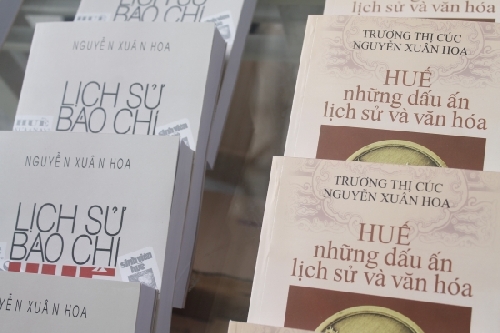 NGUYỄN XUÂN HOA
LỊCH SỬ
BÁO CHÍ
HUẾ
NGUYỄN XUÂN HOA
LỊCH SỬ
BÁO CHÍ
HUẾ
NGUYỄN XUÂN HOA
lịch sử và văn hóa
TRƯƠNG THỊ CÚC
NGUYỄN XUÂN HOA
HUẾ
những dấu ấn
lịch sử và văn hóa
TRƯƠNG THỊ CÚC
NGUYỄN XUÂN HOA
HUẾ
những dấu ấn
lịch sử và văn hóa